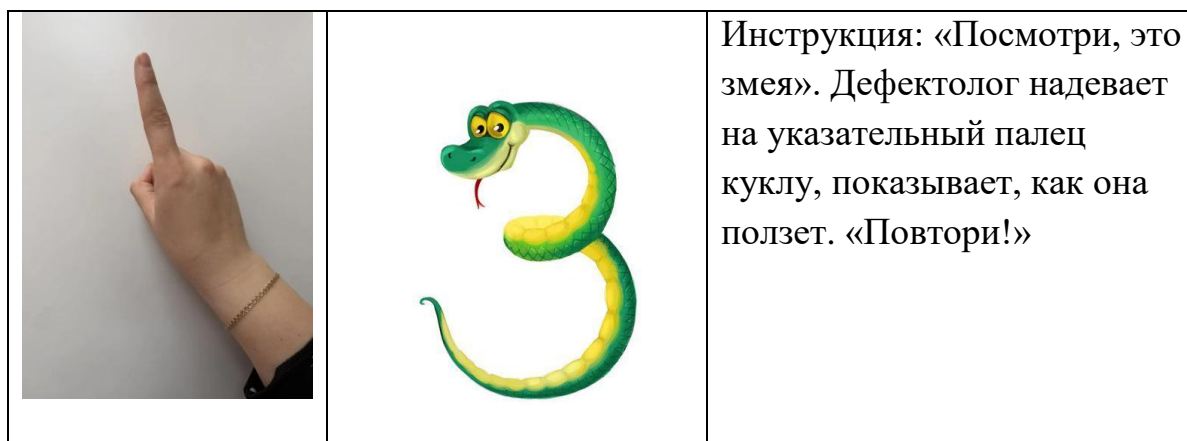 Инструкция: «Посмотри, это
змея». Дефектолог надевает
на указательный палец
куклу, показывает, как она
ползет. «Повтори!»